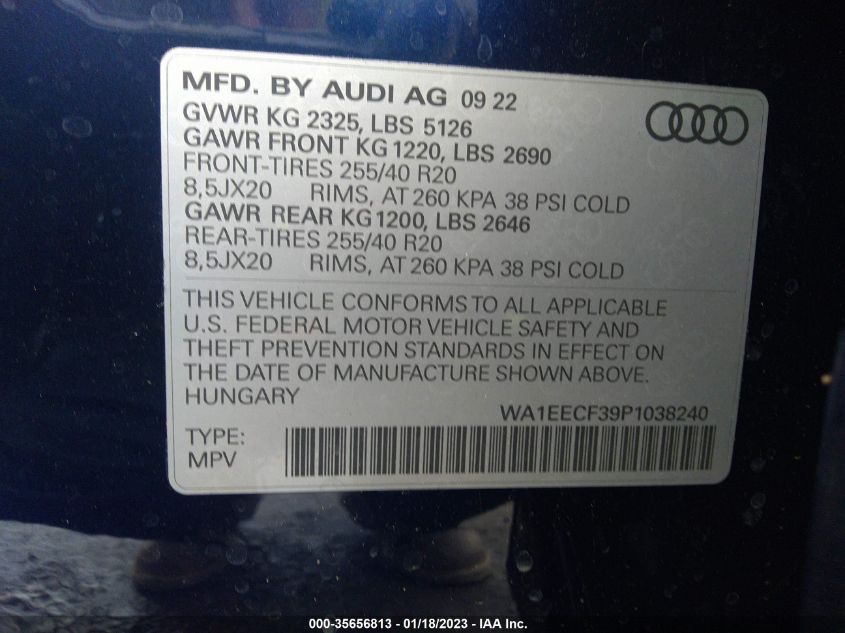 MFD. BY AUDI AG 09 22
GVWR KG 2325, LBS 5126
GAWR FRONT KG 1220, LBS 2690
FRONT-TIRES 255/40 R20
8,5JX20 RIMS, AT 260 KPA 38 PSI COLD
GAWR REAR KG 1200, LBS 2646
REAR-TIRES 255/40 R20
8,5JX20 RIMS, AT 260 KPA 38 PSI COLD
THIS VEHICLE CONFORMS TO ALL APPLICABLE
U.S. FEDERAL MOTOR VEHICLE SAFETY AND
THEFT PREVENTION STANDARDS IN EFFECT ON
THE DATE OF MANUFACTURE SHOWN ABOVE.
HUNGARY
WA1EECF39P1038240
TYPE:
MPV
000-35656813 - 01/18/2023 - IAA Inc.